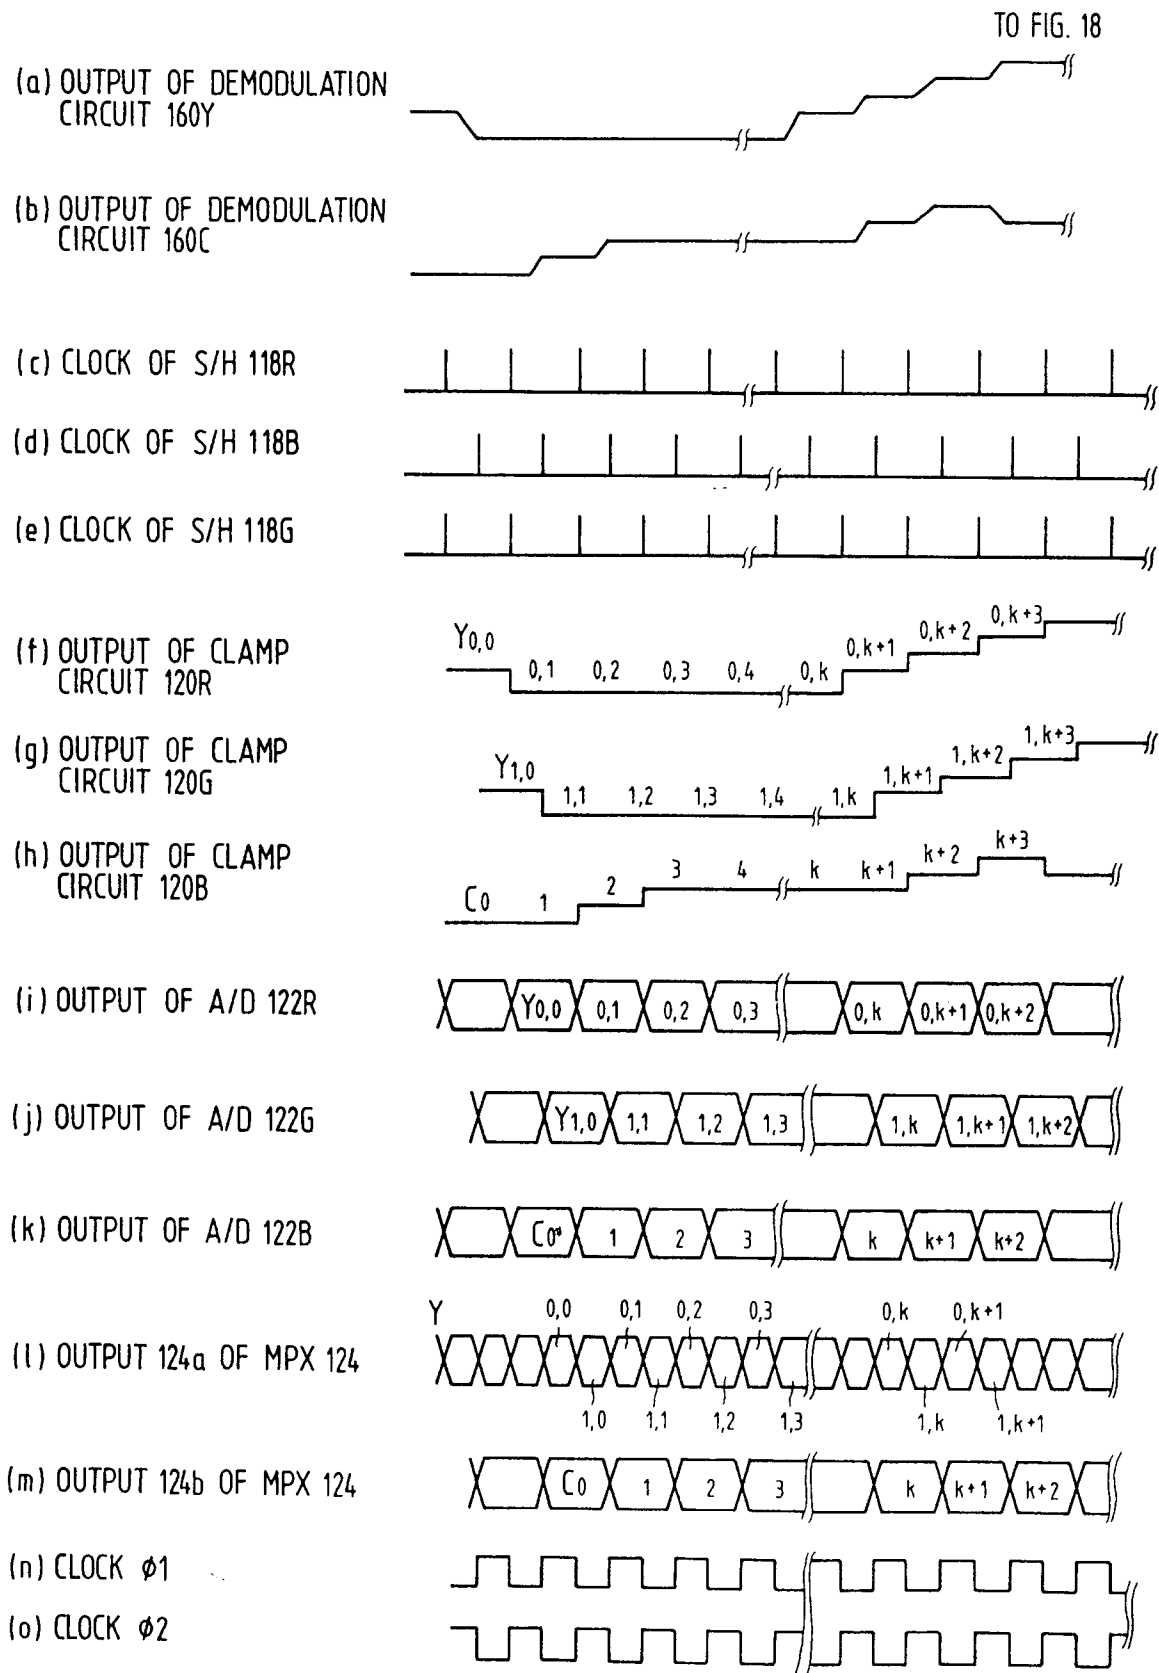 TO FIG. 18
(a) OUTPUT OF DEMODULATION
CIRCUIT 160Y
(b) OUTPUT OF DEMODULATION
CIRCUIT 160C
(c) CLOCK OF S/H 118R
(d) CLOCK OF S/H 118B
(e) CLOCK OF S/H 118G
(f) OUTPUT OF CLAMP
CIRCUIT 120R
Y0,0 0,1 0,2 0,3 0,4 0,k 0,k+1 0,k+2 0,k+3
(g) OUTPUT OF CLAMP
CIRCUIT 120G
Y1,0 1,1 1,2 1,3 1,4 1,k 1,k+1 1,k+2 1,k+3
(h) OUTPUT OF CLAMP
CIRCUIT 120B
C0 1 2 3 4 k k+1 k+2 k+3
(i) OUTPUT OF A/D 122R
Y0,0 0,1 0,2 0,3 0,k 0,k+1 0,k+2
(j) OUTPUT OF A/D 122G
Y1,0 1,1 1,2 1,3 1,k 1,k+1 1,k+2
(k) OUTPUT OF A/D 122B
C0 1 2 3 k k+1 k+2
Y 0,0 0,1 0,2 0,3 0,k 0,k+1
(l) OUTPUT 124a OF MPX 124
1,0 1,1 1,2 1,3 1,k 1,k+1
(m) OUTPUT 124b OF MPX 124
C0 1 2 3 k k+1 k+2
(n) CLOCK ø1
(o) CLOCK ø2